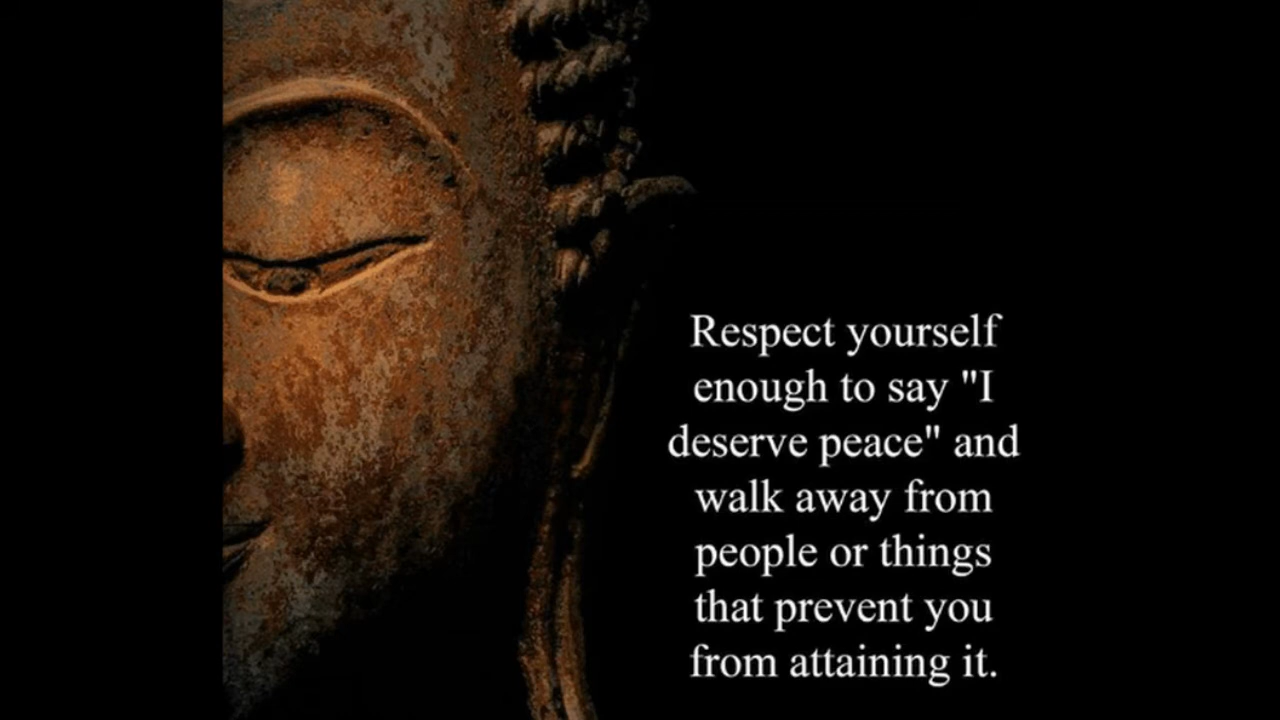 Respect yourself
enough to say "I
deserve peace" and
walk away from
people or things
that prevent you
from attaining it.